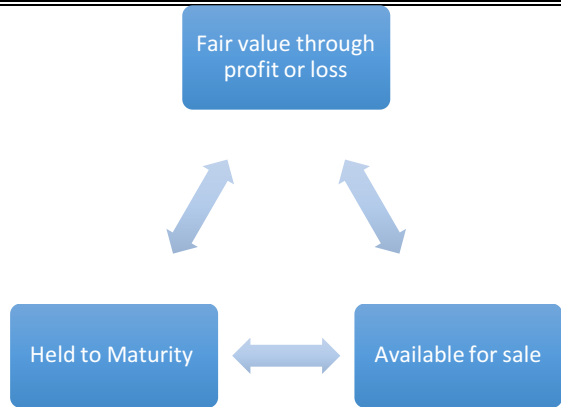 Fair value through
profit or loss
Held to Maturity
Available for sale